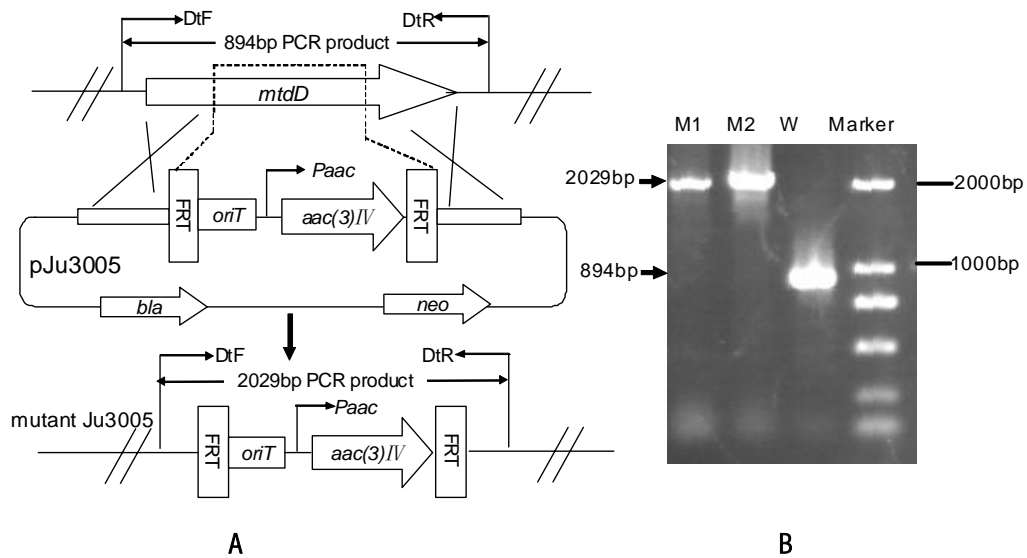 DtF
DtR
894bp PCR product
mtdD
Paac
FRT
oriT
aac(3)IV
FRT
pJu3005
bla
neo
DtF
DtR
2029bp PCR product
mutant Ju3005
Paac
FRT
oriT
aac(3)IV
FRT
A
M1 M2 W Marker
2029bp
2000bp
894bp
1000bp
B